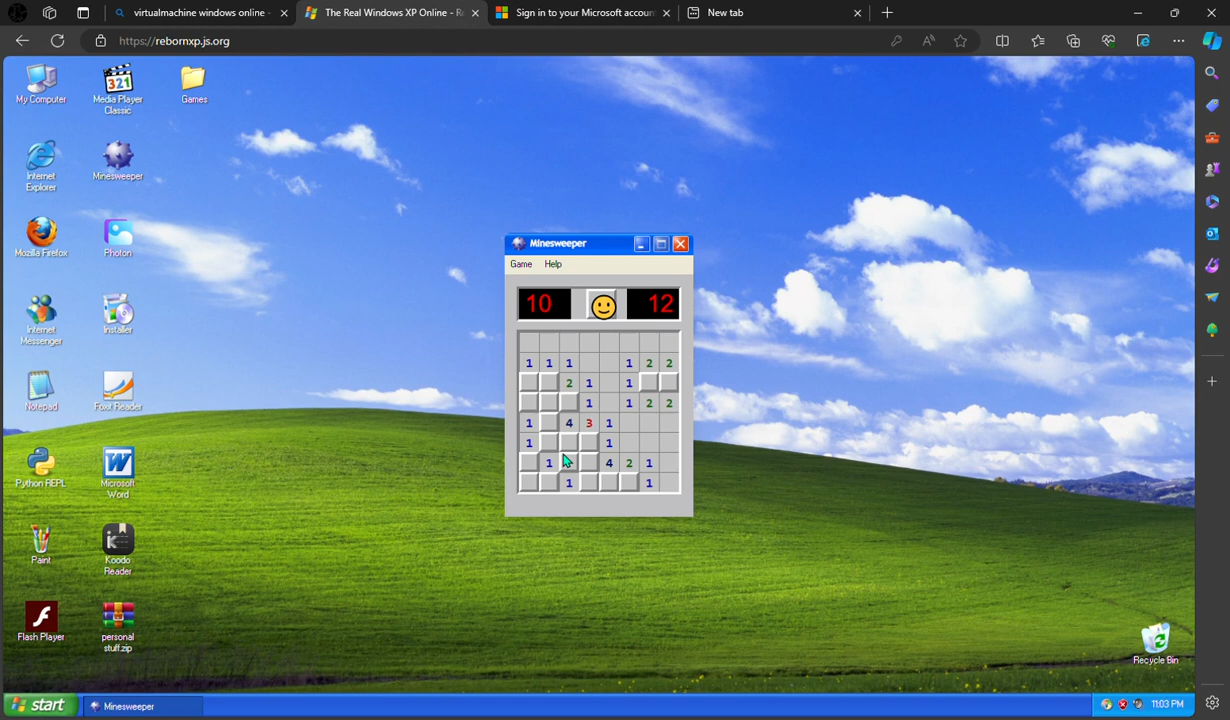 virtualmachine windows online -
The Real Windows XP Online - Re
Sign in to your Microsoft accoun
New tab
https://rebornxp.js.org
My Computer
Media Player Classic
Games
Internet Explorer
Minesweeper
Mozilla Firefox
Photon
Internet Messenger
Installer
Notepad
Foxit Reader
Python REPL
Microsoft Word
Paint
Koodo Reader
Flash Player
personal stuff.zip
Recycle Bin
Minesweeper
Game Help
10 12
1 1 1 1 2 2
2 1 1
1 1 2 2
1 4 3 1
1 1
1 4 2 1
1 1
start
Minesweeper
11:03 PM